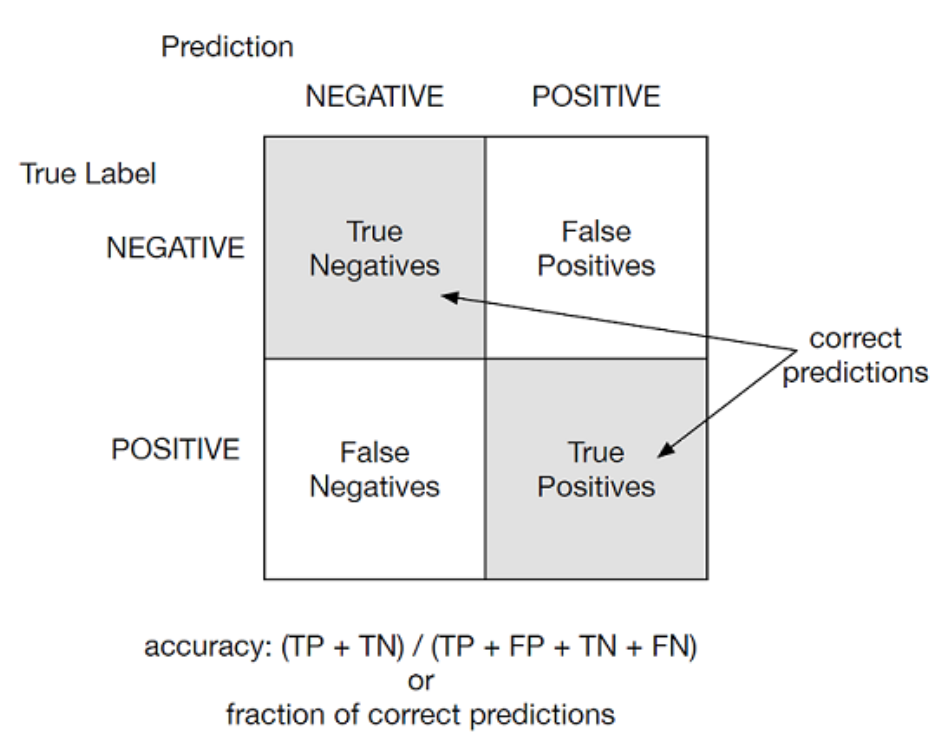 Prediction
NEGATIVE POSITIVE
True Label
NEGATIVE
True
Negatives
False
Positives
correct
predictions
POSITIVE
False
Negatives
True
Positives
accuracy: (TP + TN) / (TP + FP + TN + FN)
or
fraction of correct predictions